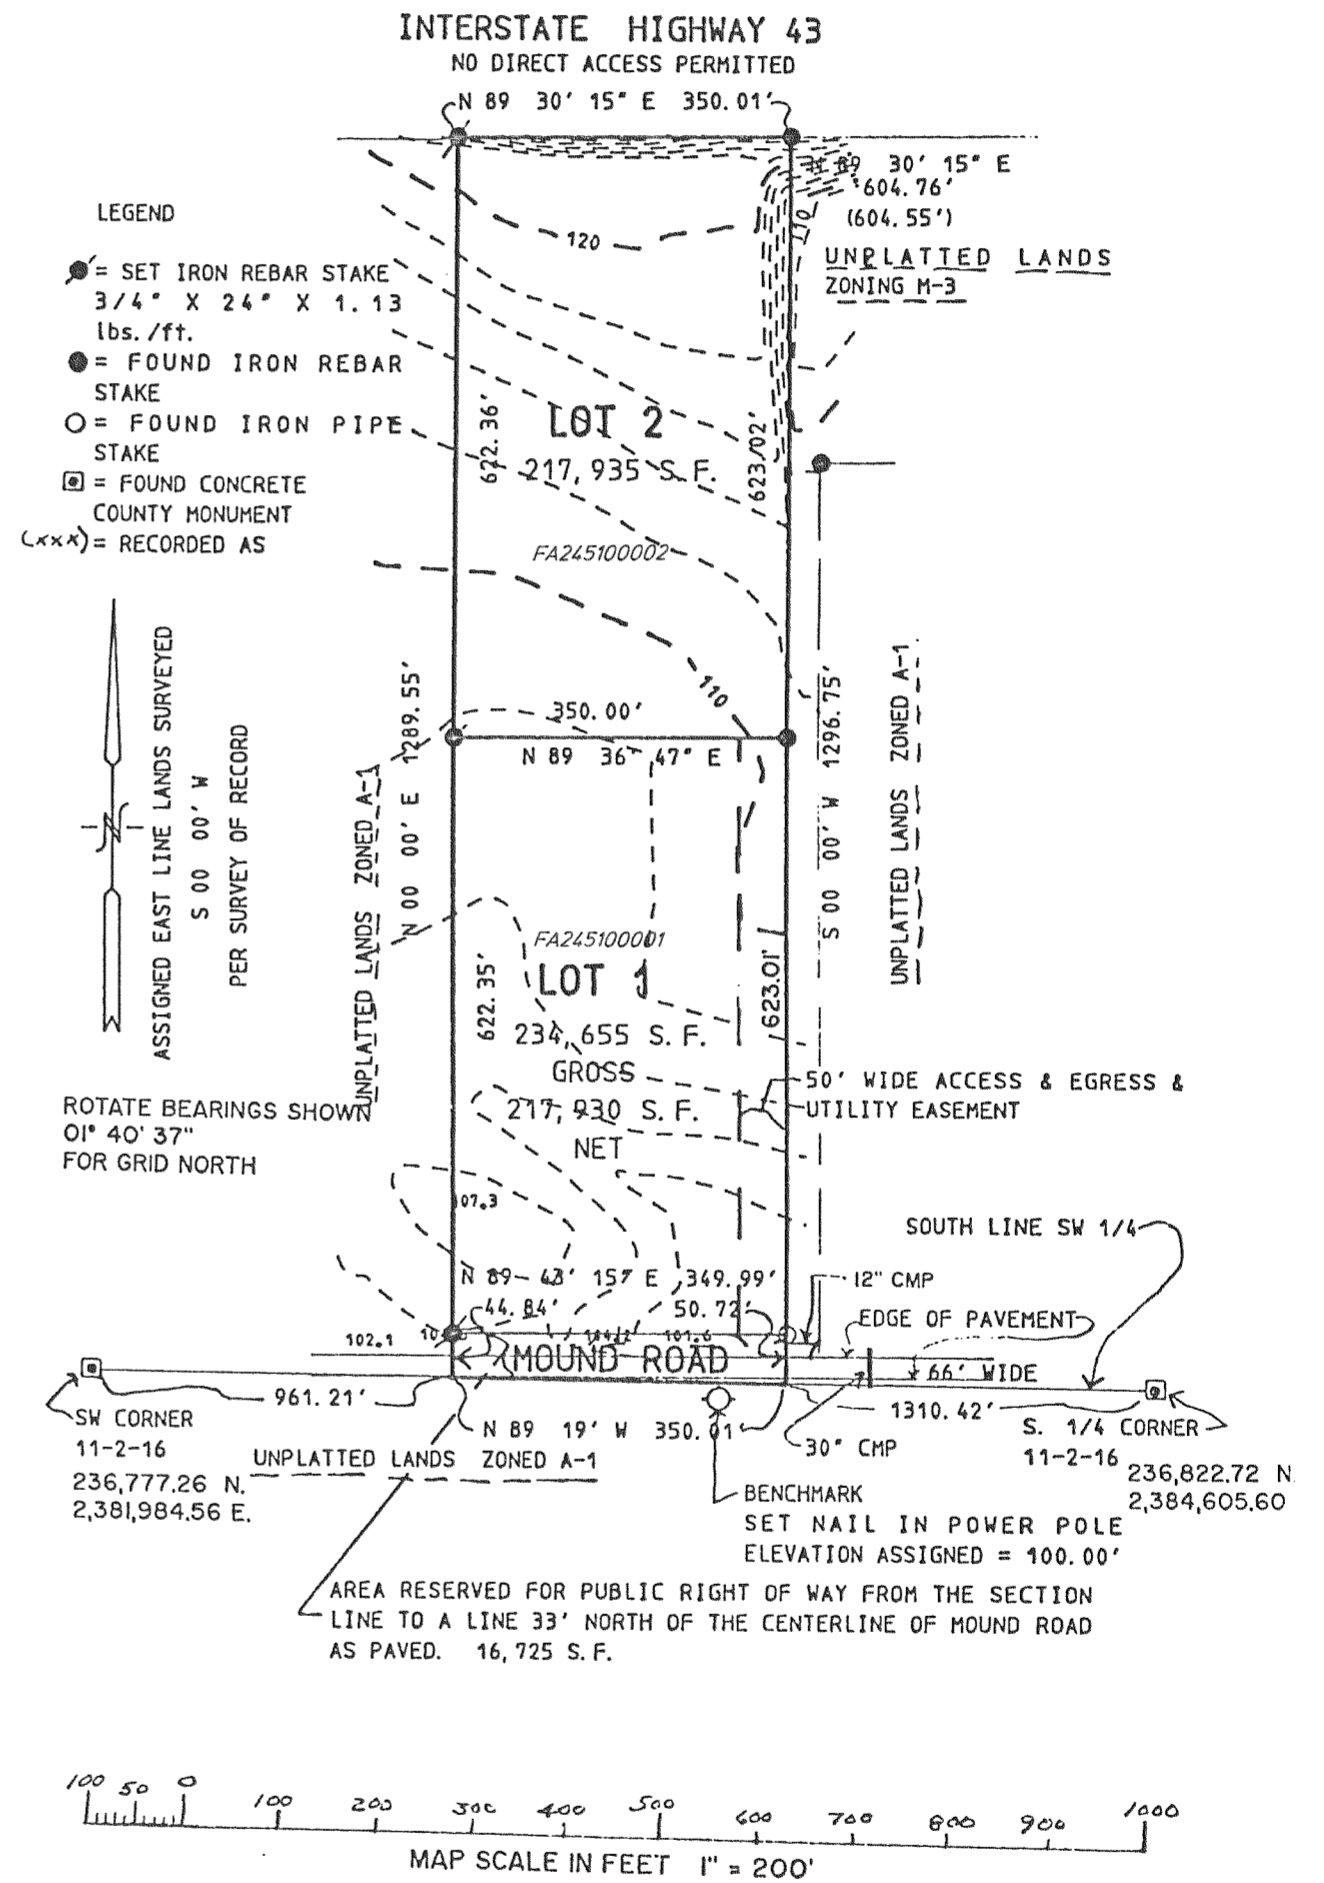 INTERSTATE HIGHWAY 43
NO DIRECT ACCESS PERMITTED
N 89 30' 15" E 350.01'
89 30' 15" E
604.76'
(604.55')
UNPLATTED LANDS
ZONING M-3
LEGEND
= SET IRON REBAR STAKE
3/4" X 24" X 1.13
lbs./ft.
= FOUND IRON REBAR
STAKE
= FOUND IRON PIPE
STAKE
= FOUND CONCRETE
COUNTY MONUMENT
(xxx)= RECORDED AS
120
110
LOT 2
217,935 S.F.
622.36'
623/02'
FA245100002
110
350.00'
N 89 36' 47" E
ASSIGNED EAST LINE LANDS SURVEYED
S 00 00' W
PER SURVEY OF RECORD
N
UNPLATTED LANDS ZONED A-1
N 00 00' E 1289.55'
S 00 00' W 1296.75'
UNPLATTED LANDS ZONED A-1
FA245100001
LOT 1
622.35'
623.01'
234,655 S.F.
GROSS
217,930 S.F.
NET
50' WIDE ACCESS & EGRESS &
UTILITY EASEMENT
ROTATE BEARINGS SHOWN
01° 40' 37"
FOR GRID NORTH
07.3
SOUTH LINE SW 1/4
N 89 43' 15" E 349.99'
12" CMP
44.84'
50.72'
EDGE OF PAVEMENT
102.1
101.6
MOUND ROAD
66' WIDE
961.21'
1310.42'
SW CORNER
11-2-16
236,777.26 N.
2,381,984.56 E.
N 89 19' W 350.01'
30" CMP
S. 1/4 CORNER
11-2-16
236,822.72 N
2,384,605.60
UNPLATTED LANDS ZONED A-1
BENCHMARK
SET NAIL IN POWER POLE
ELEVATION ASSIGNED = 100.00'
AREA RESERVED FOR PUBLIC RIGHT OF WAY FROM THE SECTION
LINE TO A LINE 33' NORTH OF THE CENTERLINE OF MOUND ROAD
AS PAVED. 16,725 S.F.
100 50 0 100 200 300 400 500 600 700 800 900 1000
MAP SCALE IN FEET 1" = 200'